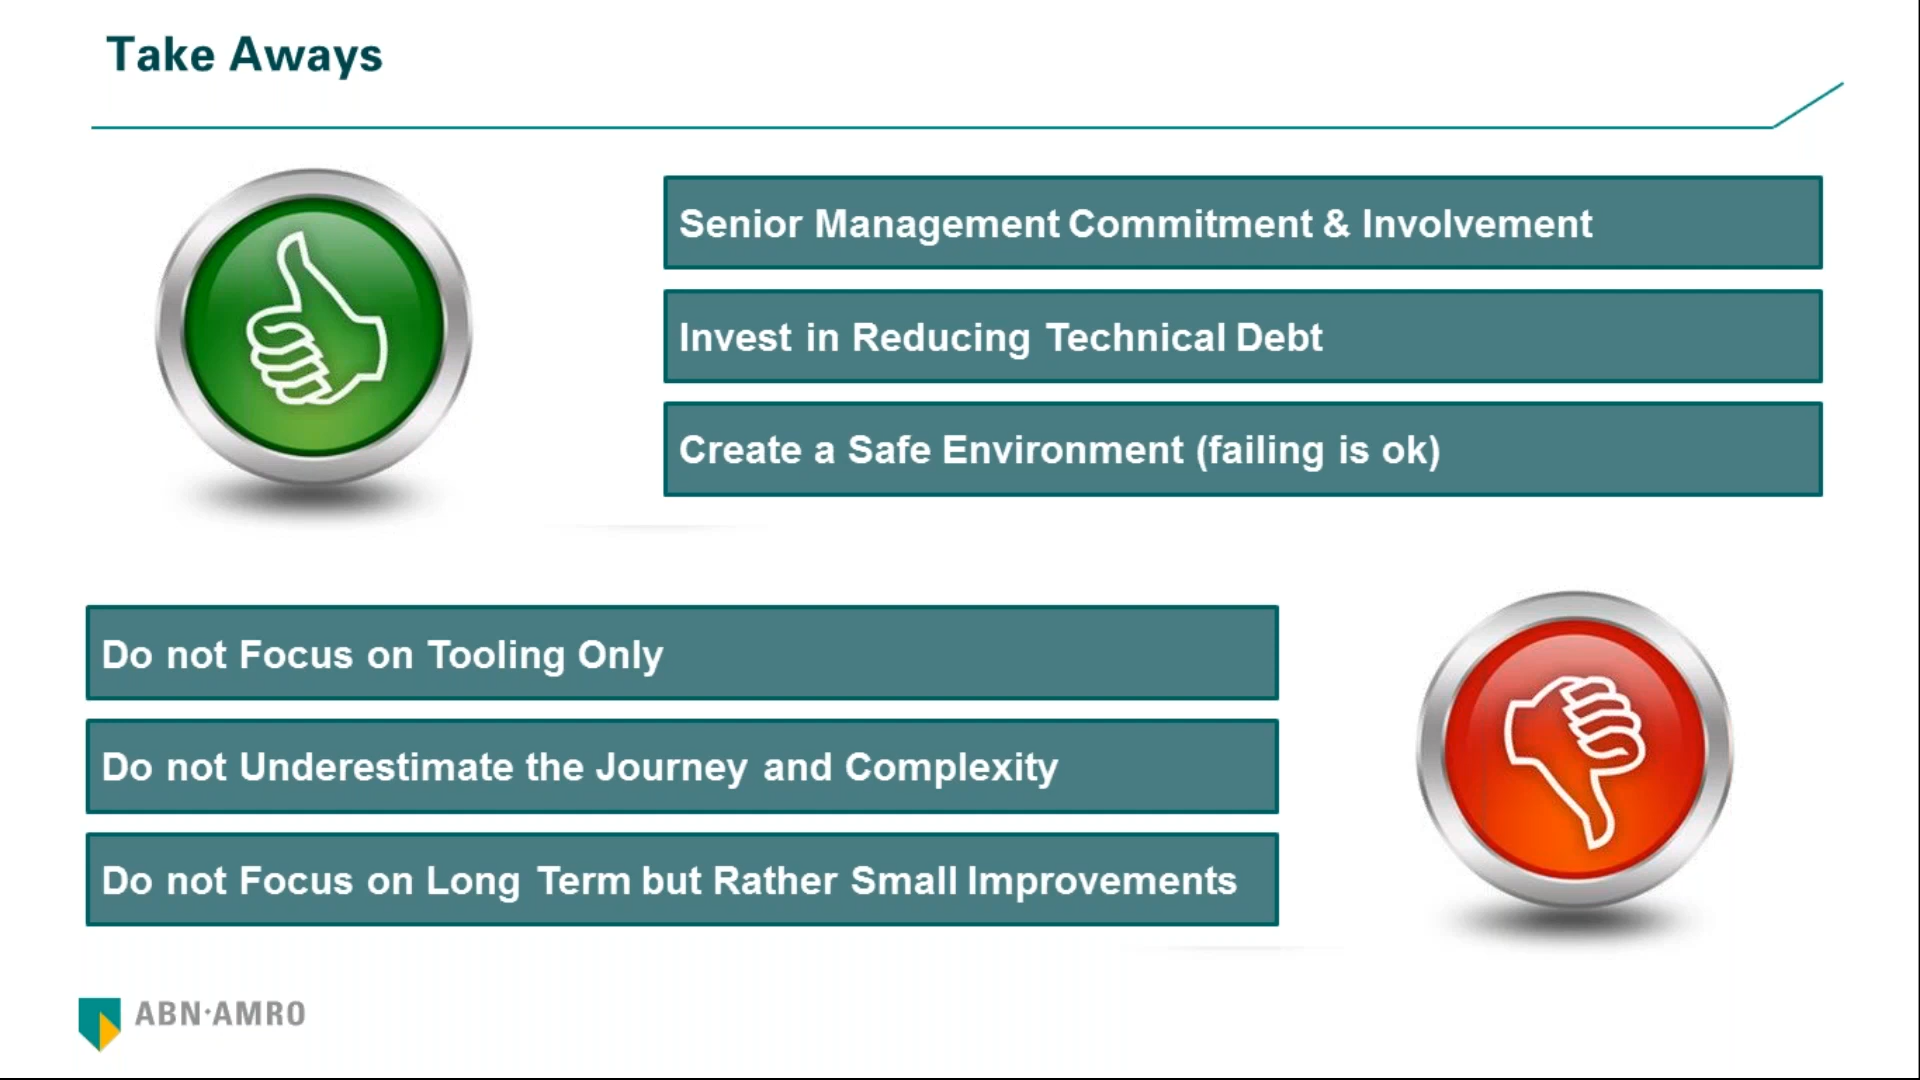 Take Aways
Senior Management Commitment & Involvement
Invest in Reducing Technical Debt
Create a Safe Environment (failing is ok)
Do not Focus on Tooling Only
Do not Underestimate the Journey and Complexity
Do not Focus on Long Term but Rather Small Improvements
ABN·AMRO